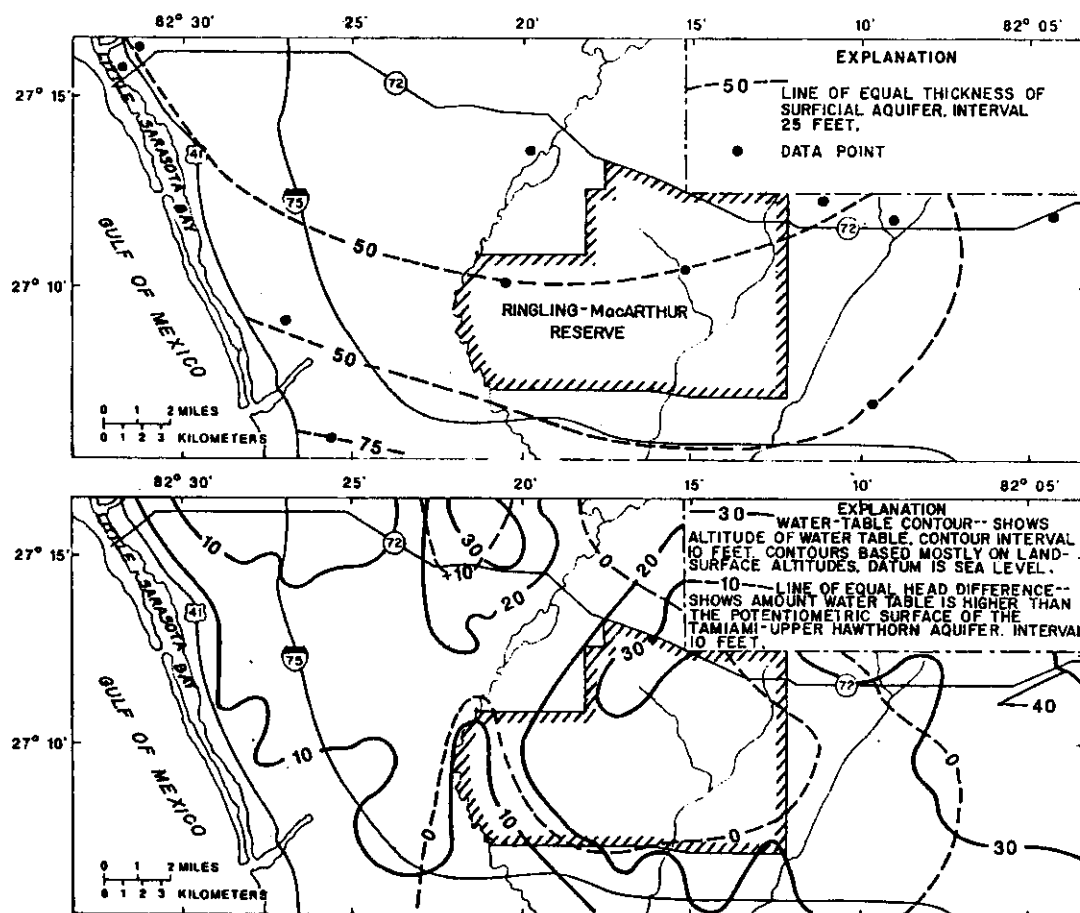 82° 30'
25'
20'
15'
10'
82° 05'
27° 15'
27° 10'
EXPLANATION
50
LINE OF EQUAL THICKNESS OF
SURFICIAL AQUIFER. INTERVAL
25 FEET.
DATA POINT
72
LITTLE SARASOTA BAY
41
75
GULF OF MEXICO
50
72
RINGLING-MacARTHUR
RESERVE
50
0 1 2 MILES
0 1 2 3 KILOMETERS
75
82° 30'
25'
20'
15'
10'
82° 05'
27° 15'
27° 10'
EXPLANATION
30 WATER-TABLE CONTOUR-- SHOWS
ALTITUDE OF WATER TABLE. CONTOUR INTERVAL
10 FEET. CONTOURS BASED MOSTLY ON LAND-
SURFACE ALTITUDES. DATUM IS SEA LEVEL.
10 LINE OF EQUAL HEAD DIFFERENCE--
SHOWS AMOUNT WATER TABLE IS HIGHER THAN
THE POTENTIOMETRIC SURFACE OF THE
TAMIAMI-UPPER HAWTHORN AQUIFER. INTERVAL
10 FEET.
LITTLE SARASOTA BAY
10
72
30
+10
20
0
20
41
75
30
72
40
GULF OF MEXICO
10
0
0
10
0
30
0 1 2 MILES
0 1 2 3 KILOMETERS